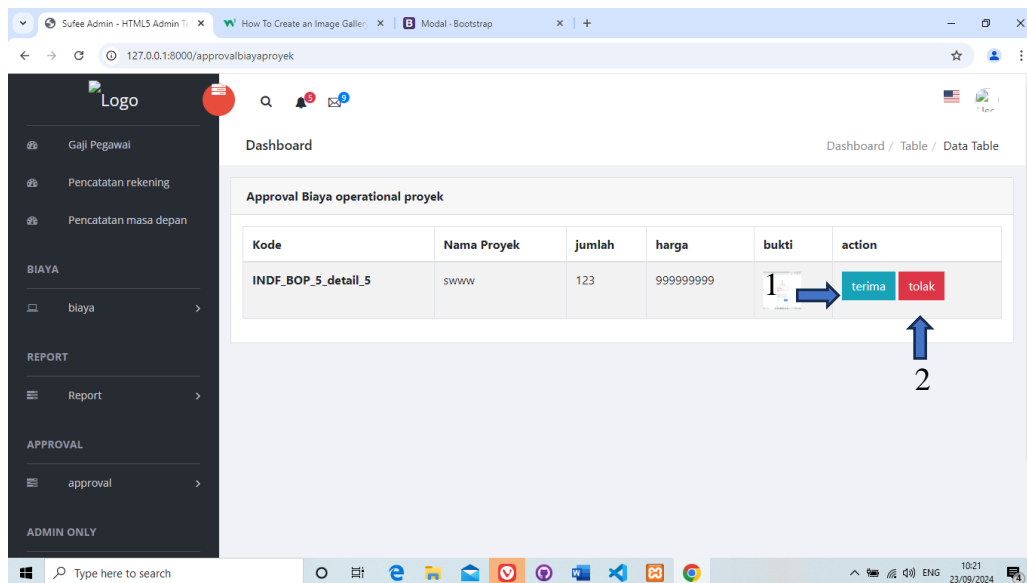 Sufee Admin - HTML5 Admin Te
How To Create an Image Gallery
B Modal · Bootstrap
127.0.0.1:8000/approvalbiayaproyek
Logo
5
9
Gaji Pegawai
Pencatatan rekening
Pencatatan masa depan
BIAYA
biaya
REPORT
Report
APPROVAL
approval
ADMIN ONLY
Dashboard
Dashboard / Table / Data Table
Approval Biaya operational proyek
Kode Nama Proyek jumlah harga bukti action
INDF_BOP_5_detail_5 swww 123 999999999 1 terima tolak
2
Type here to search
ENG
10:21
23/09/2024